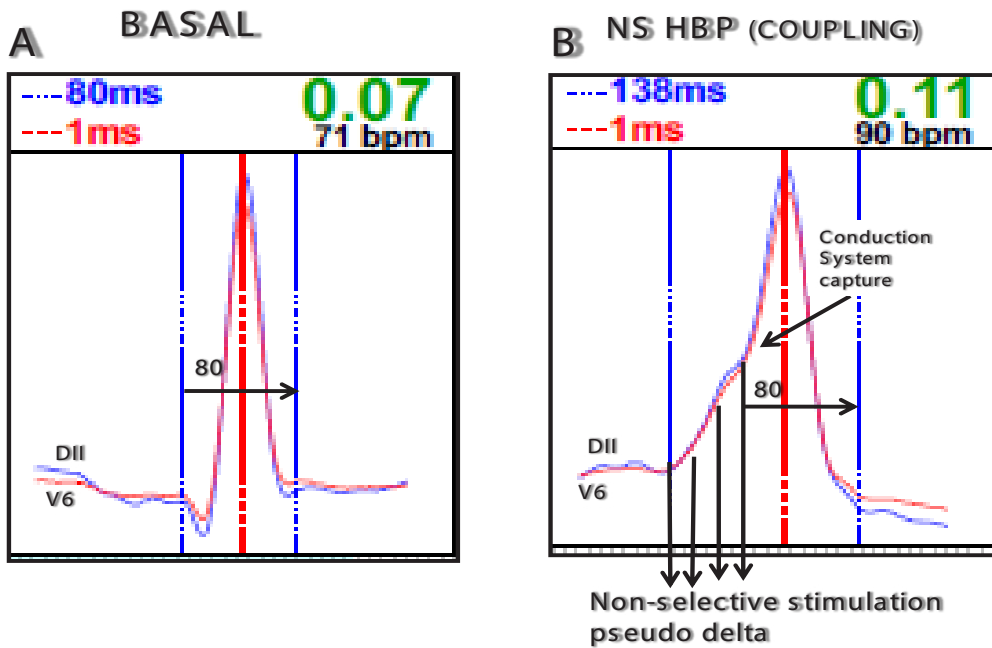 A
BASAL
80ms
0.07
1ms
71 bpm
80
DII
V6
B
NS HBP (COUPLING)
138ms
0.11
1ms
90 bpm
Conduction
System
capture
80
DII
V6
Non-selective stimulation
pseudo delta